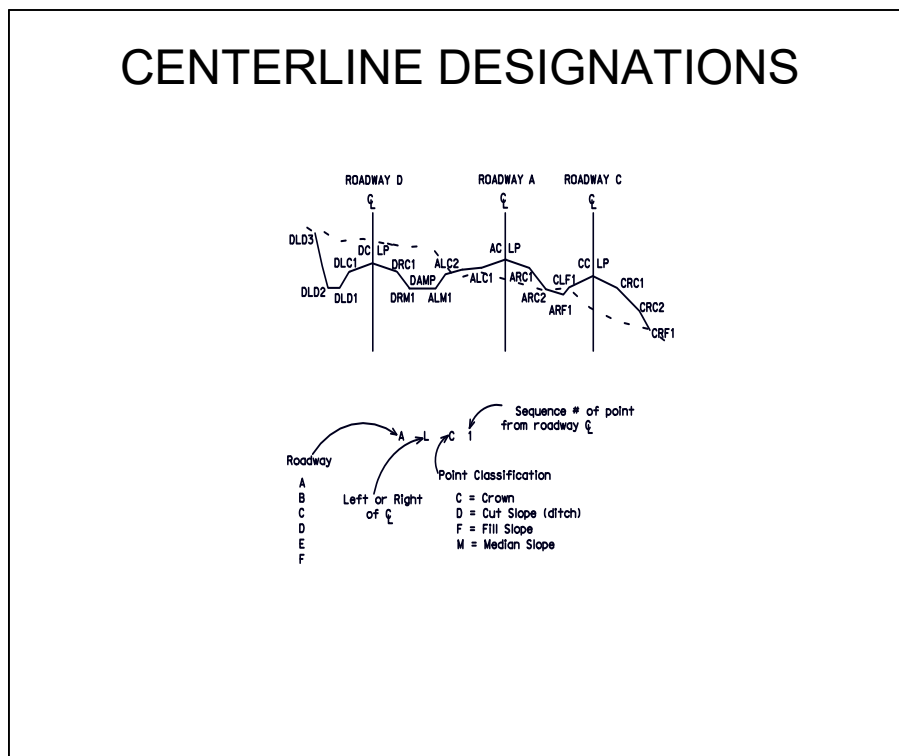 CENTERLINE DESIGNATIONS
ROADWAY D ROADWAY A ROADWAY C
℄ ℄ ℄
DLD3 DC LP AC LP CC LP
DLC1 DRC1 ALC2 ALC1 ARC1 CLF1 CRC1
DAMP
DLD2 DLD1 DRM1 ALM1 ARC2 CRC2
ARF1
CRF1
Sequence # of point
from roadway ℄
A L C 1
Roadway
A
B
C
D
E
F
Left or Right
of ℄
Point Classification
C = Crown
D = Cut Slope (ditch)
F = Fill Slope
M = Median Slope